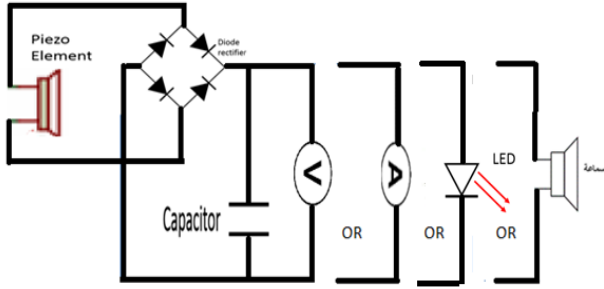 Piezo
Element
Diode
rectifier
Capacitor
V
OR
A
OR
LED
OR
سماعة